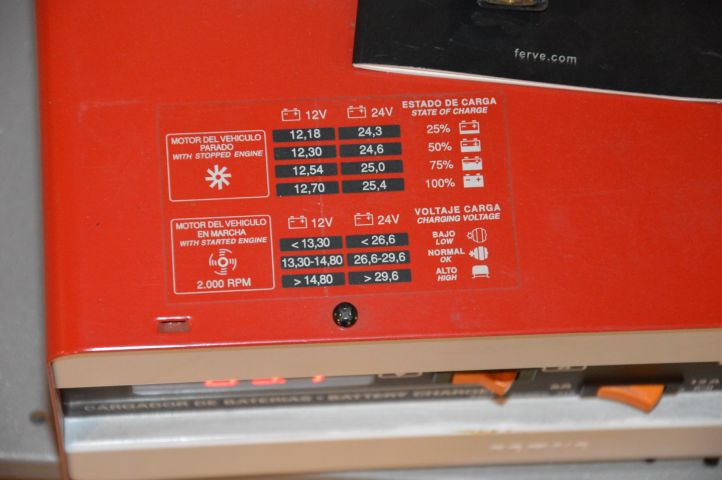 ferve.com
12V 24V ESTADO DE CARGA
STATE OF CHARGE
MOTOR DEL VEHICULO
PARADO
WITH STOPPED ENGINE
12,18 24,3 25%
12,30 24,6 50%
12,54 25,0 75%
12,70 25,4 100%
12V 24V VOLTAJE CARGA
CHARGING VOLTAGE
MOTOR DEL VEHICULO
EN MARCHA
WITH STARTED ENGINE
2.000 RPM
< 13,30 < 26,6 BAJO
LOW
13,30-14,80 26,6-29,6 NORMAL
OK
> 14,80 > 29,6 ALTO
HIGH
CARGADOR DE BATERIAS - BATTERY